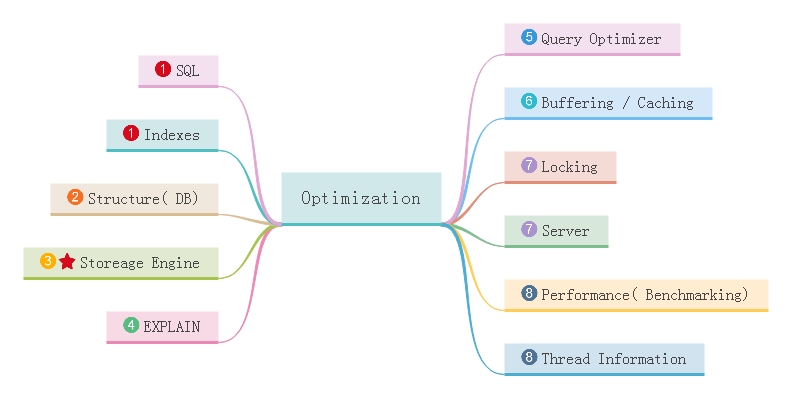 Optimization
1 SQL
1 Indexes
2 Structure( DB)
3 Storeage Engine
4 EXPLAIN
5 Query Optimizer
6 Buffering / Caching
7 Locking
7 Server
8 Performance( Benchmarking)
8 Thread Information